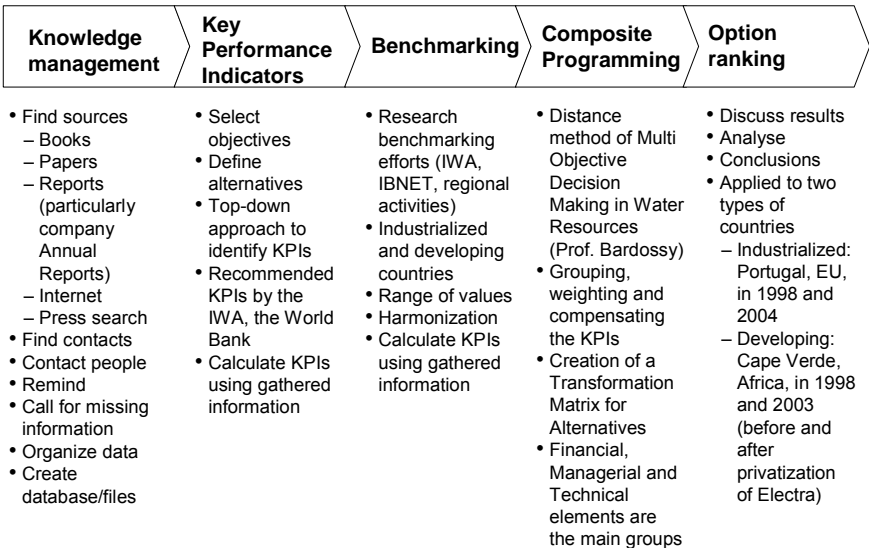 Knowledge
management
Key
Performance
Indicators
Benchmarking
Composite
Programming
Option
ranking
• Find sources
– Books
– Papers
– Reports
(particularly
company
Annual
Reports)
– Internet
– Press search
• Find contacts
• Contact people
• Remind
• Call for missing
information
• Organize data
• Create
database/files
• Select
objectives
• Define
alternatives
• Top-down
approach to
identify KPIs
• Recommended
KPIs by the
IWA, the World
Bank
• Calculate KPIs
using gathered
information
• Research
benchmarking
efforts (IWA,
IBNET, regional
activities)
• Industrialized
and developing
countries
• Range of values
• Harmonization
• Calculate KPIs
using gathered
information
• Distance
method of Multi
Objective
Decision
Making in Water
Resources
(Prof. Bardossy)
• Grouping,
weighting and
compensating
the KPIs
• Creation of a
Transformation
Matrix for
Alternatives
• Financial,
Managerial and
Technical
elements are
the main groups
• Discuss results
• Analyse
• Conclusions
• Applied to two
types of
countries
– Industrialized:
Portugal, EU,
in 1998 and
2004
– Developing:
Cape Verde,
Africa, in 1998
and 2003
(before and
after
privatization
of Electra)